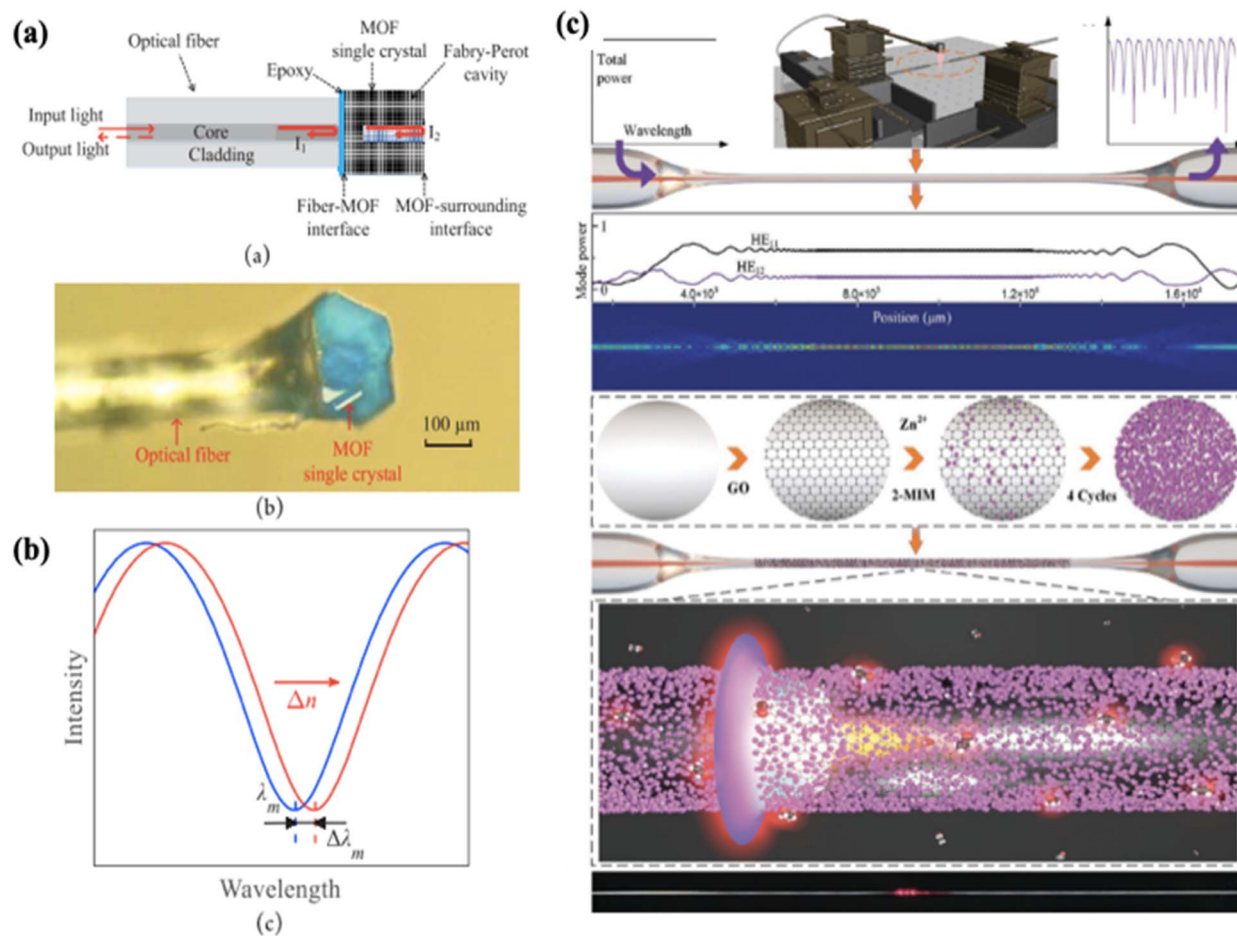 (a)
Optical fiber
MOF
single crystal
Epoxy
Fabry-Perot
cavity
Input light
Output light
Core
Cladding
I1
I2
Fiber-MOF
interface
MOF-surrounding
interface
(a)
Optical fiber
MOF
single crystal
100 µm
(b)
(b)
Intensity
Δn
λm
Δλm
Wavelength
(c)
(c)
Total
power
Wavelength
Mode power
1
0
HE11
HE12
4.0×10³
8.0×10³
1.2×10⁴
1.6×10⁴
Position (µm)
GO
Zn²⁺
2-MIM
4 Cycles